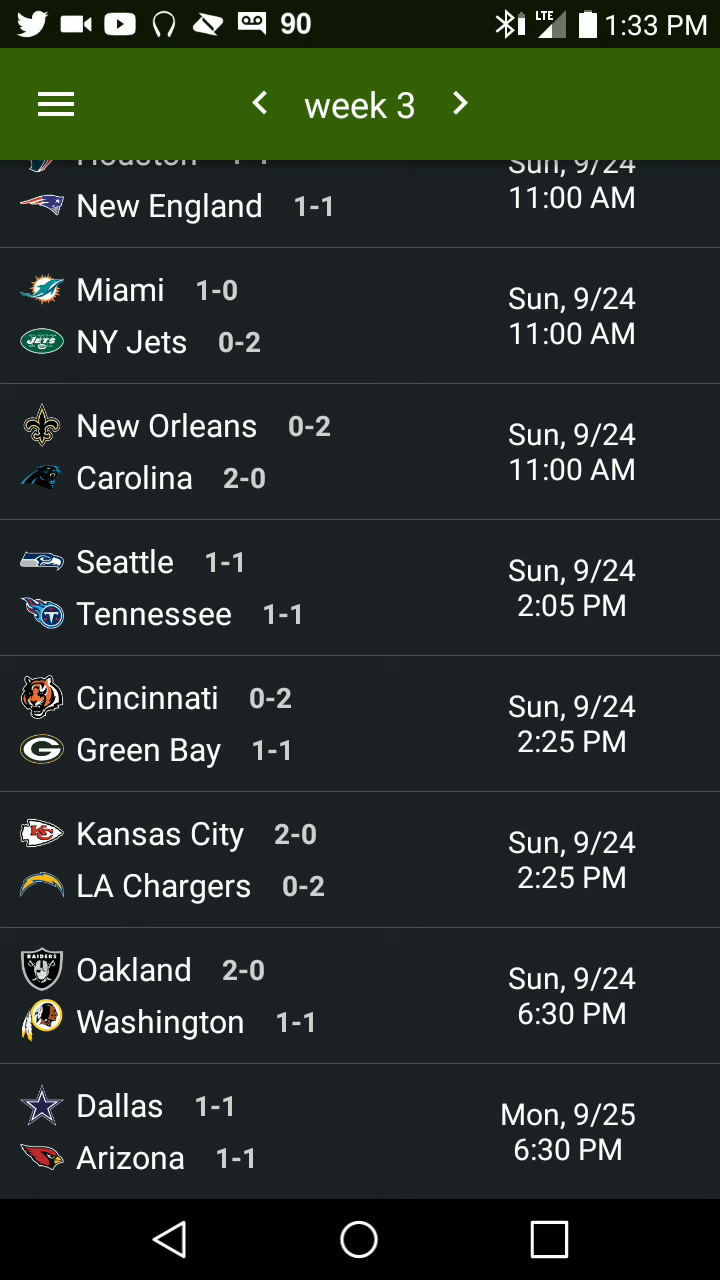 90 LTE 1:33 PM
week 3
Houston 1-1 Sun, 9/24
New England 1-1 11:00 AM
Miami 1-0 Sun, 9/24
NY Jets 0-2 11:00 AM
New Orleans 0-2 Sun, 9/24
Carolina 2-0 11:00 AM
Seattle 1-1 Sun, 9/24
Tennessee 1-1 2:05 PM
Cincinnati 0-2 Sun, 9/24
Green Bay 1-1 2:25 PM
Kansas City 2-0 Sun, 9/24
LA Chargers 0-2 2:25 PM
Oakland 2-0 Sun, 9/24
Washington 1-1 6:30 PM
Dallas 1-1 Mon, 9/25
Arizona 1-1 6:30 PM